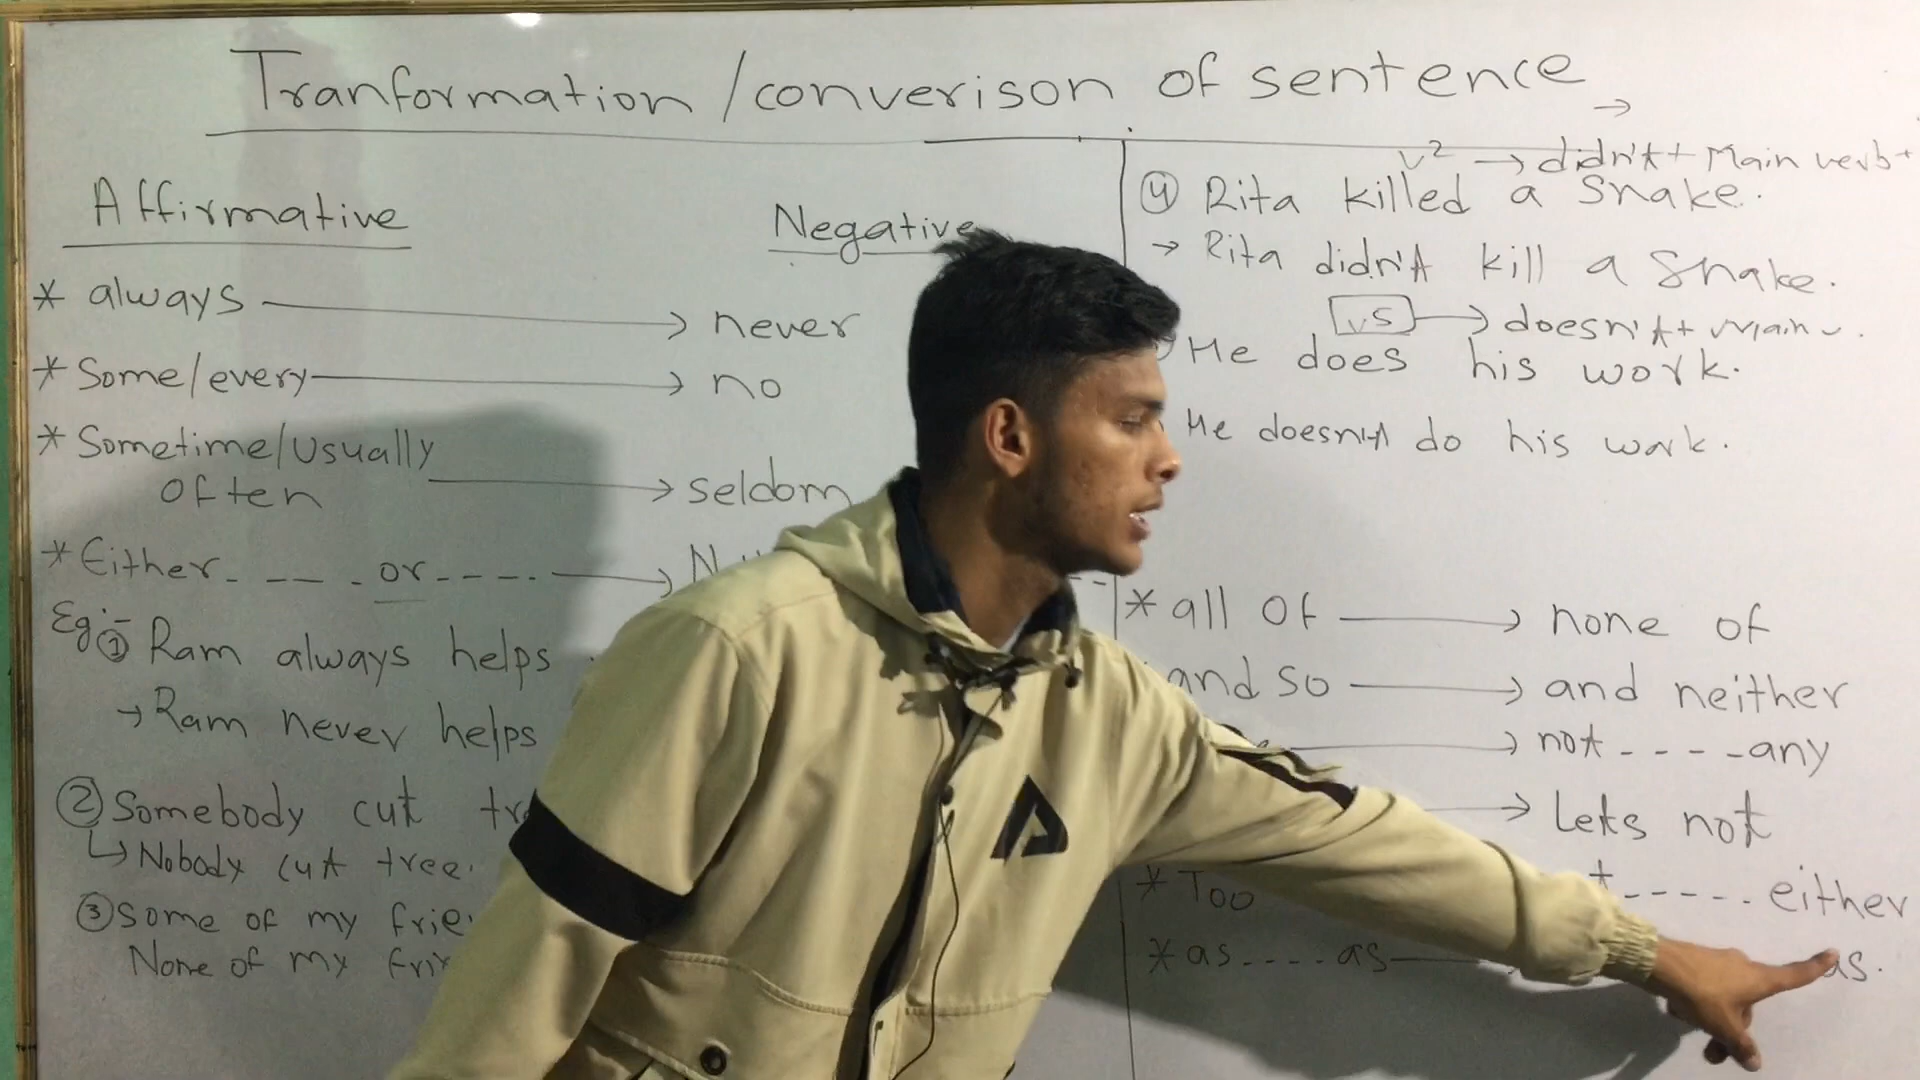 Tranformation/converison of sentence
Affirmative
Negative
* always → never
* Some/every → no
* Sometime/Usually
Often → seldom
* Either - - - - or - - - - →
Eg:- ① Ram always helps
→ Ram never helps
② Somebody cut
↳ Nobody cut tree.
③ Some of my
None of my
→
v² → didn't + Main verb +
④ Rita killed a Snake.
→ Rita didn't kill a Snake.
v5 → doesn't + Main v.
He does his work.
He doesn't do his work.
* all of → none of
and so → and neither
→ not - - - - any
→ Lets not
* Too - - - - - either
* as - - - - as as.